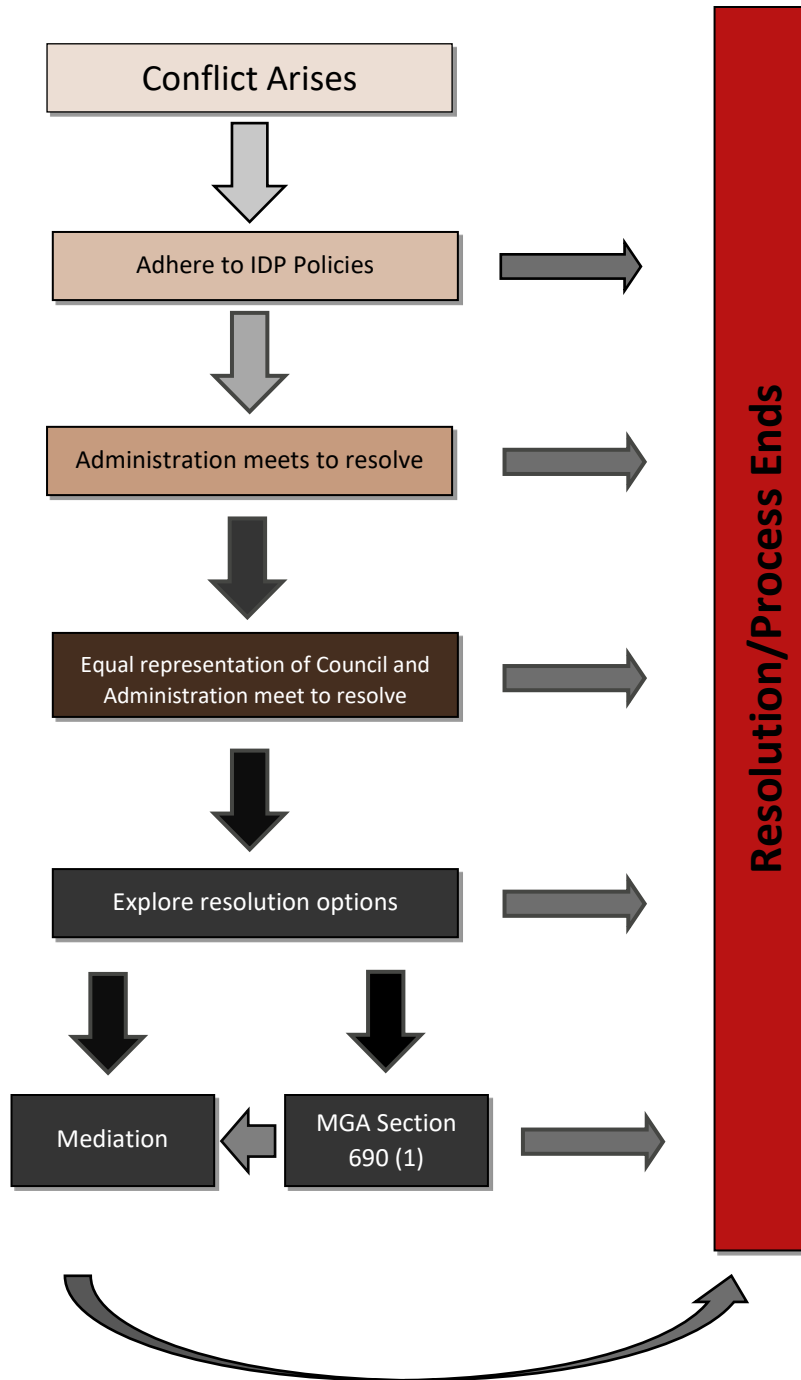 Conflict Arises
Adhere to IDP Policies
Administration meets to resolve
Equal representation of Council and
Administration meet to resolve
Explore resolution options
Mediation
MGA Section
690 (1)
Resolution/Process Ends